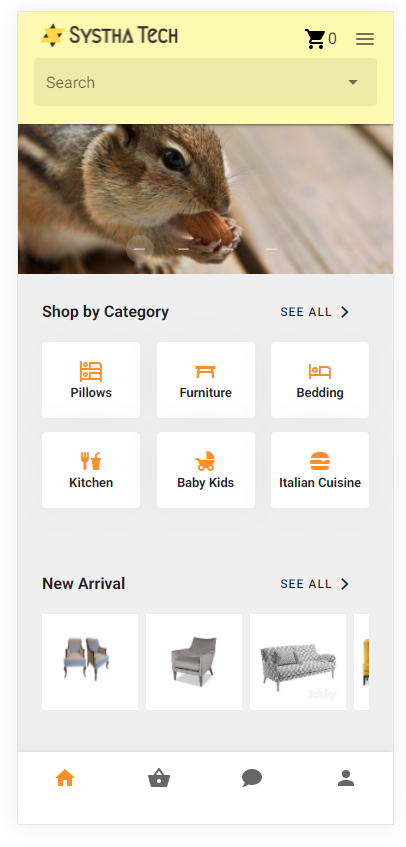 Systha Tech
0
Search
Shop by Category
SEE ALL
Pillows
Furniture
Bedding
Kitchen
Baby Kids
Italian Cuisine
New Arrival
SEE ALL
3dsky